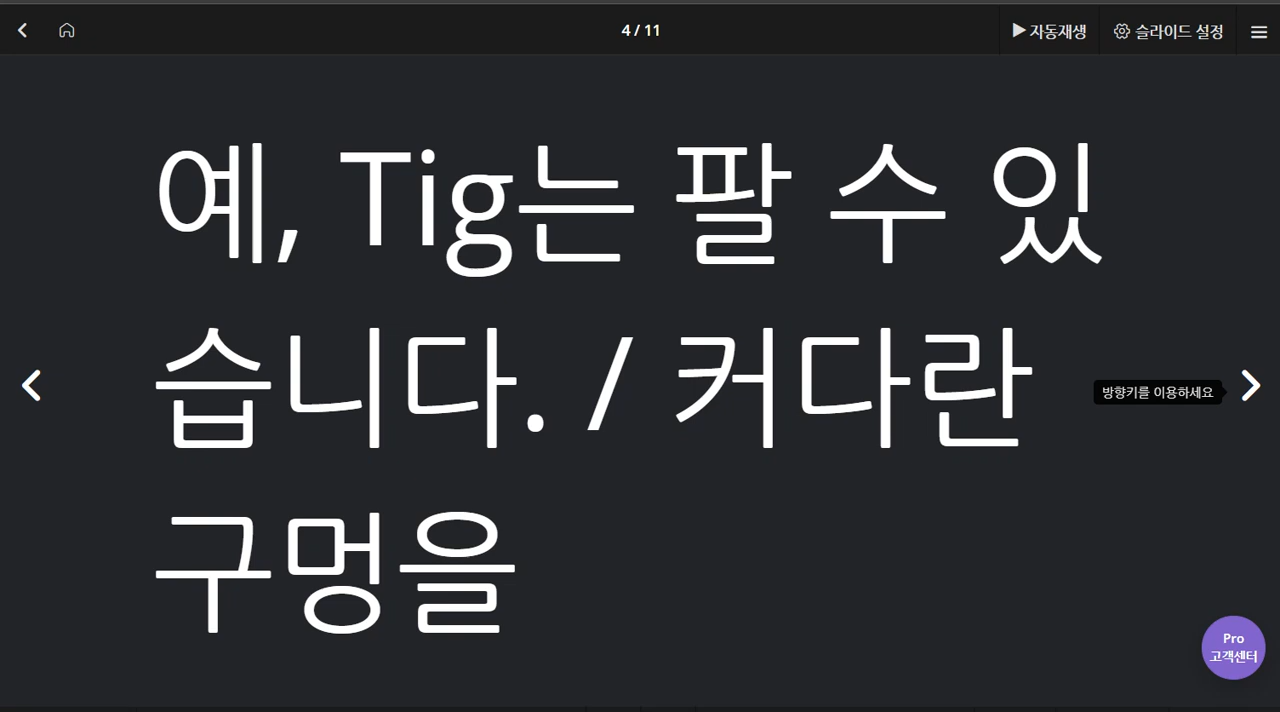 4 / 11
▶ 자동재생
슬라이드 설정
예, Tig는 팔 수 있
습니다. / 커다란
구멍을
방향키를 이용하세요
Pro
고객센터